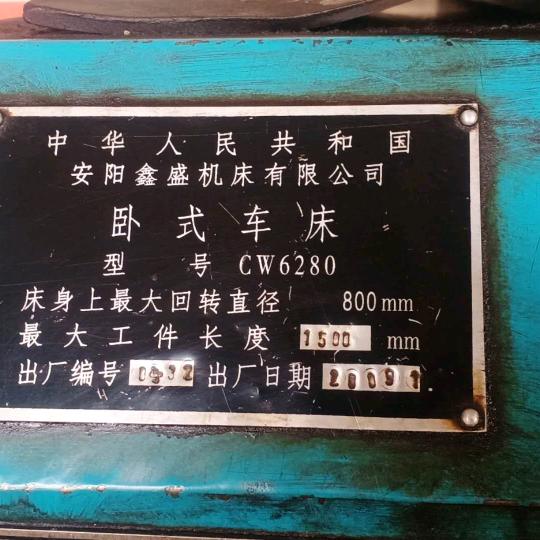 中华人民共和国
安阳鑫盛机床有限公司
卧式车床
型号 CW6280
床身上最大回转直径 800mm
最大工件长度 1500 mm
出厂编号 0432 出厂日期 20091